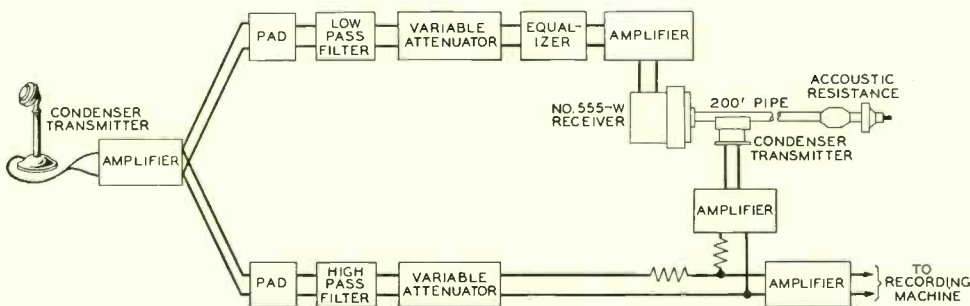 CONDENSER
TRANSMITTER
AMPLIFIER
PAD
LOW
PASS
FILTER
VARIABLE
ATTENUATOR
EQUAL-
IZER
AMPLIFIER
NO. 555-W
RECEIVER
200' PIPE
ACCOUSTIC
RESISTANCE
CONDENSER
TRANSMITTER
AMPLIFIER
PAD
HIGH
PASS
FILTER
VARIABLE
ATTENUATOR
AMPLIFIER
TO
RECORDING
MACHINE